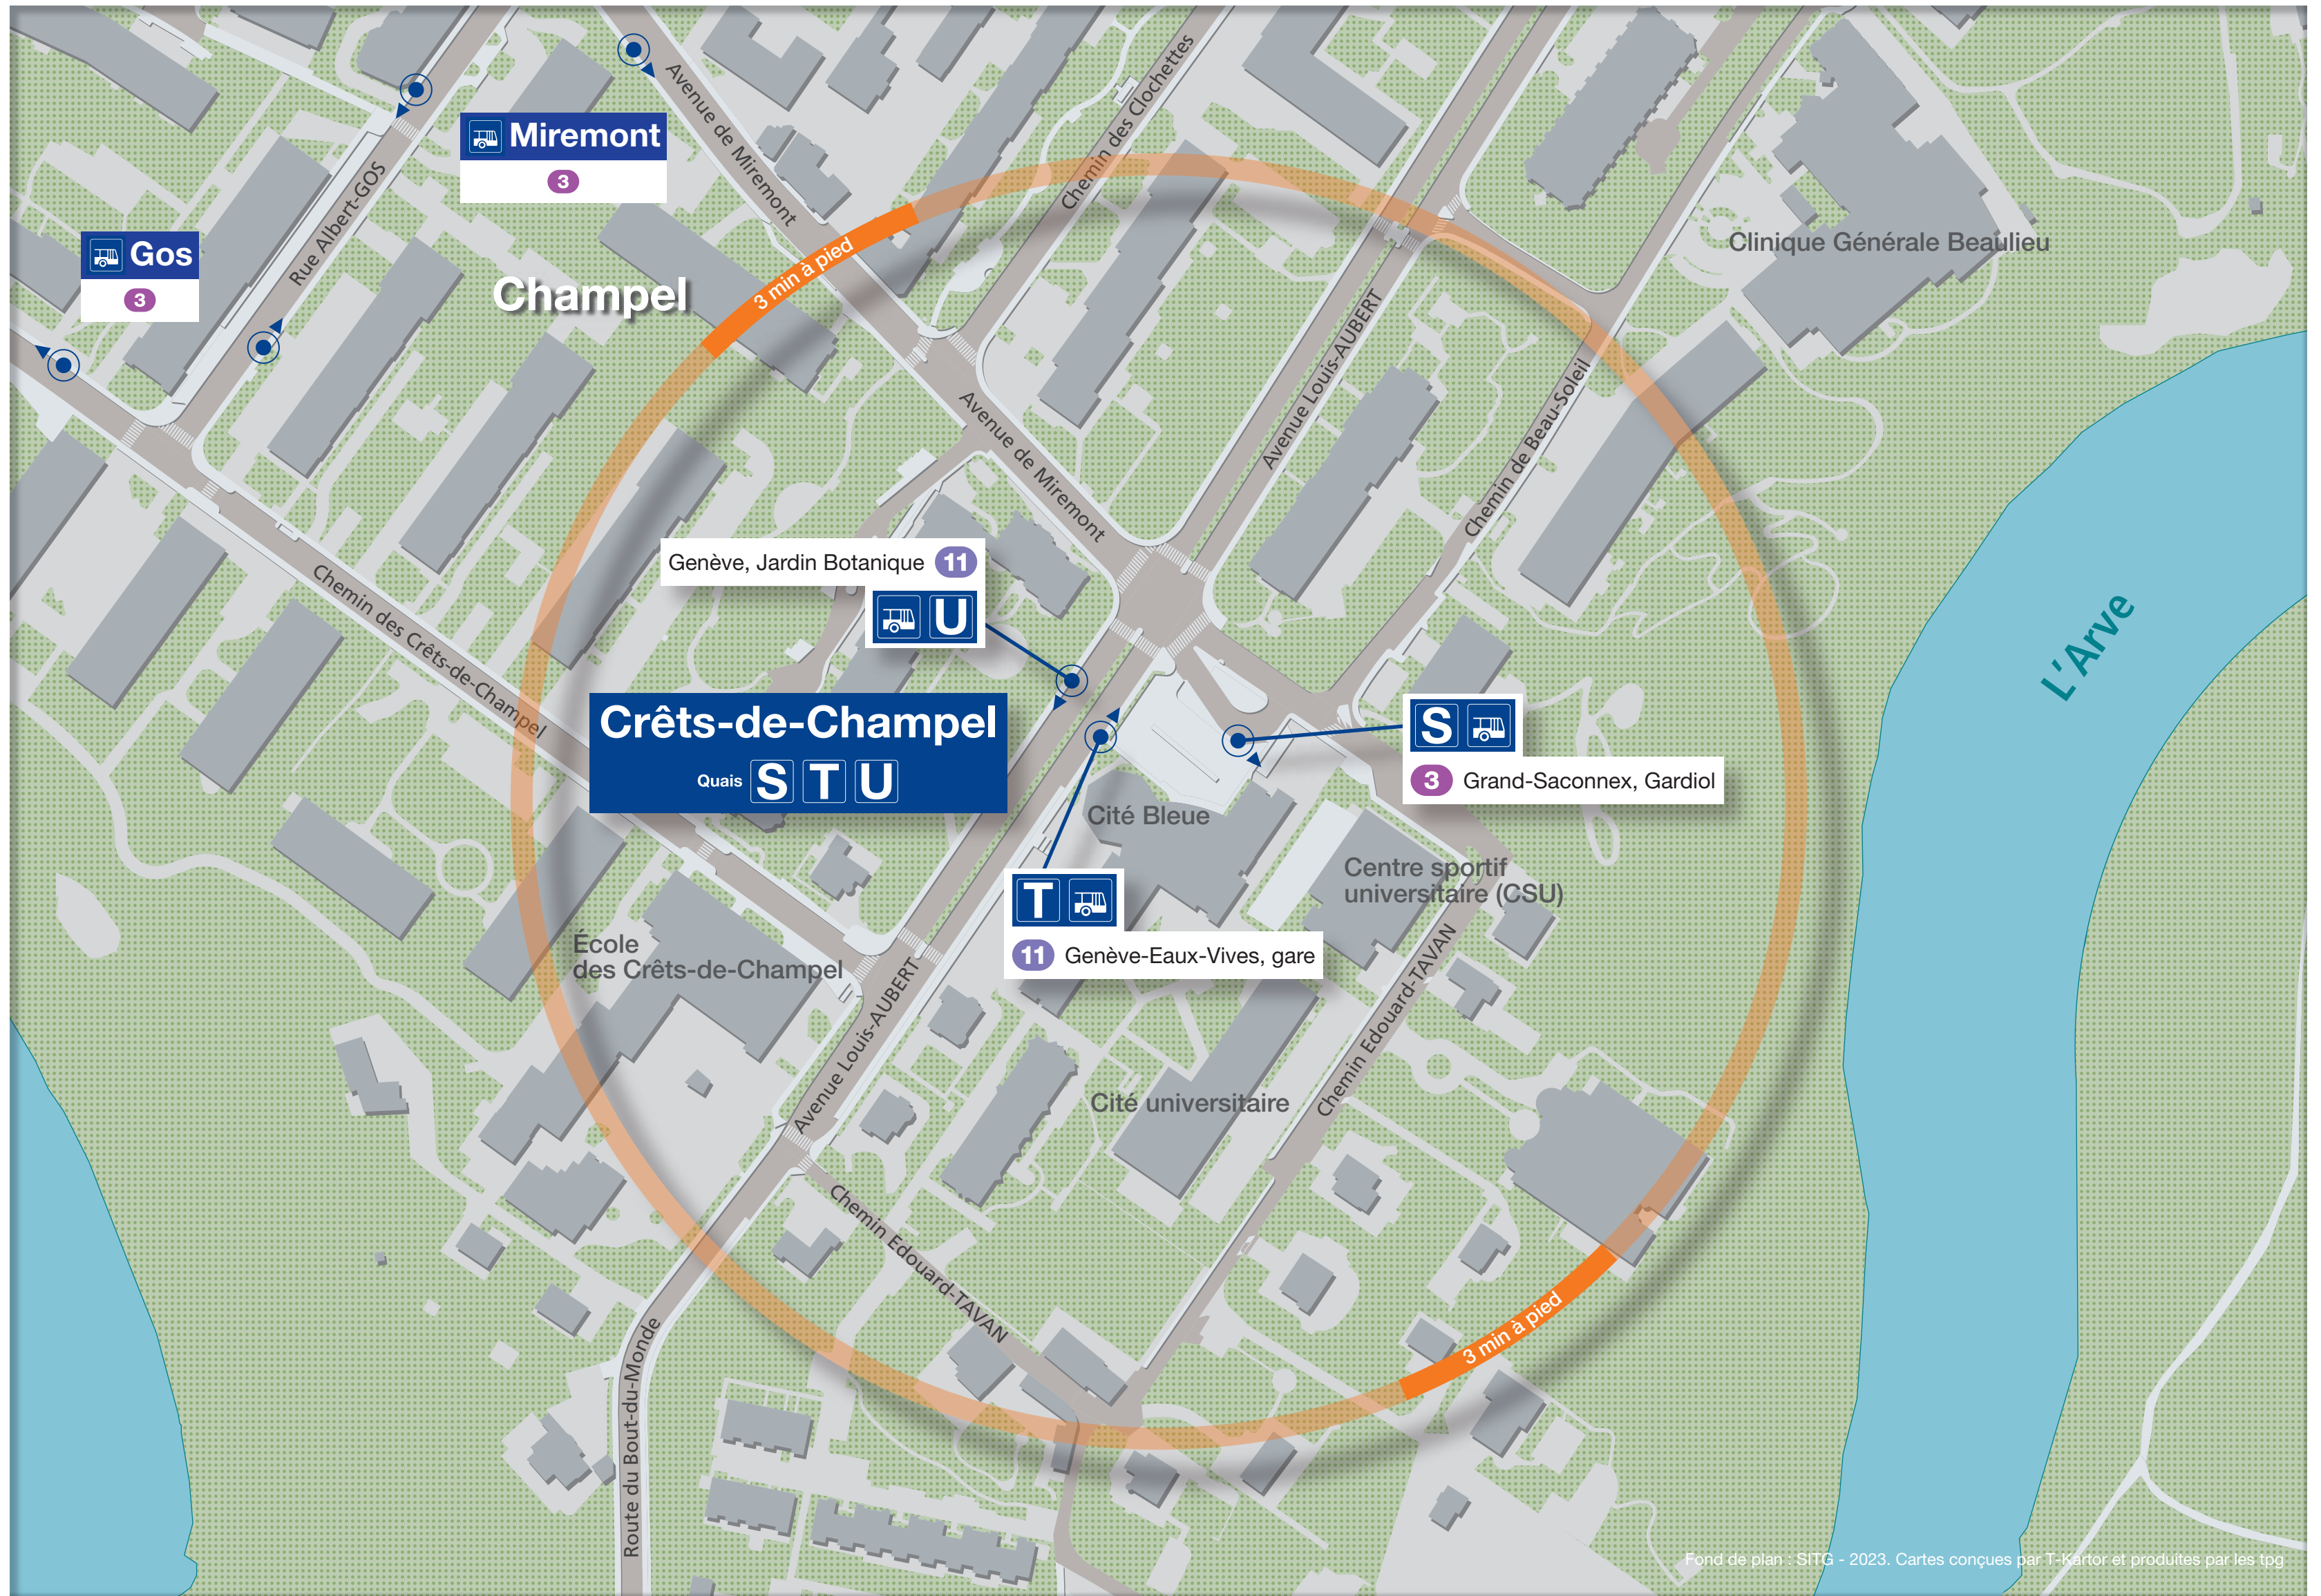 Miremont
3
Gos
3
Champel
Rue Albert-GOS
Avenue de Miremont
Chemin des Clochettes
3 min à pied
Clinique Générale Beaulieu
Avenue Louis-AUBERT
Chemin de Beau-Soleil
Avenue de Miremont
Genève, Jardin Botanique 11
U
Chemin des Crêts-de-Champel
Crêts-de-Champel
Quais S T U
S
3 Grand-Saconnex, Gardiol
L'Arve
Cité Bleue
Centre sportif
universitaire (CSU)
T
11 Genève-Eaux-Vives, gare
École
des Crêts-de-Champel
Avenue Louis-AUBERT
Chemin Edouard-TAVAN
Cité universitaire
Chemin Edouard-TAVAN
3 min à pied
Route du Bout-du-Monde
Fond de plan : SITG - 2023. Cartes conçues par T-Kartor et produites par les tpg